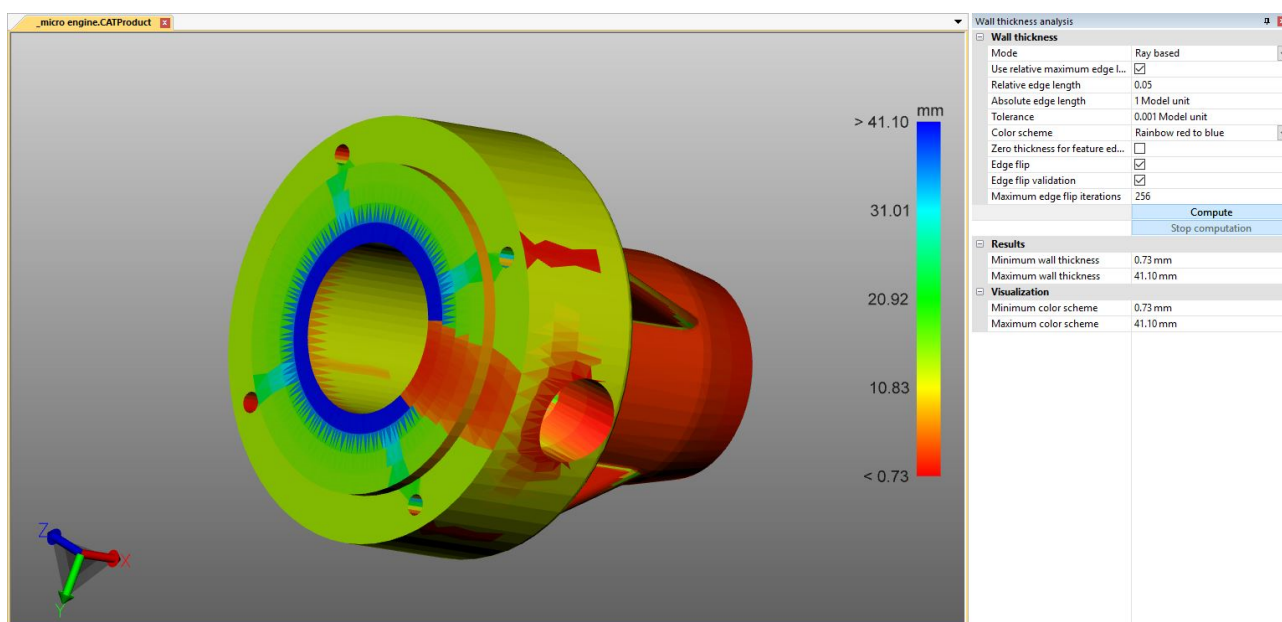 _micro engine.CATProduct
Wall thickness analysis
Wall thickness
Mode Ray based
Use relative maximum edge l...
Relative edge length 0.05
Absolute edge length 1 Model unit
Tolerance 0.001 Model unit
Color scheme Rainbow red to blue
Zero thickness for feature ed...
Edge flip
Edge flip validation
Maximum edge flip iterations 256
Compute
Stop computation
Results
Minimum wall thickness 0.73 mm
Maximum wall thickness 41.10 mm
Visualization
Minimum color scheme 0.73 mm
Maximum color scheme 41.10 mm
mm
> 41.10
31.01
20.92
10.83
< 0.73
Z
X
Y